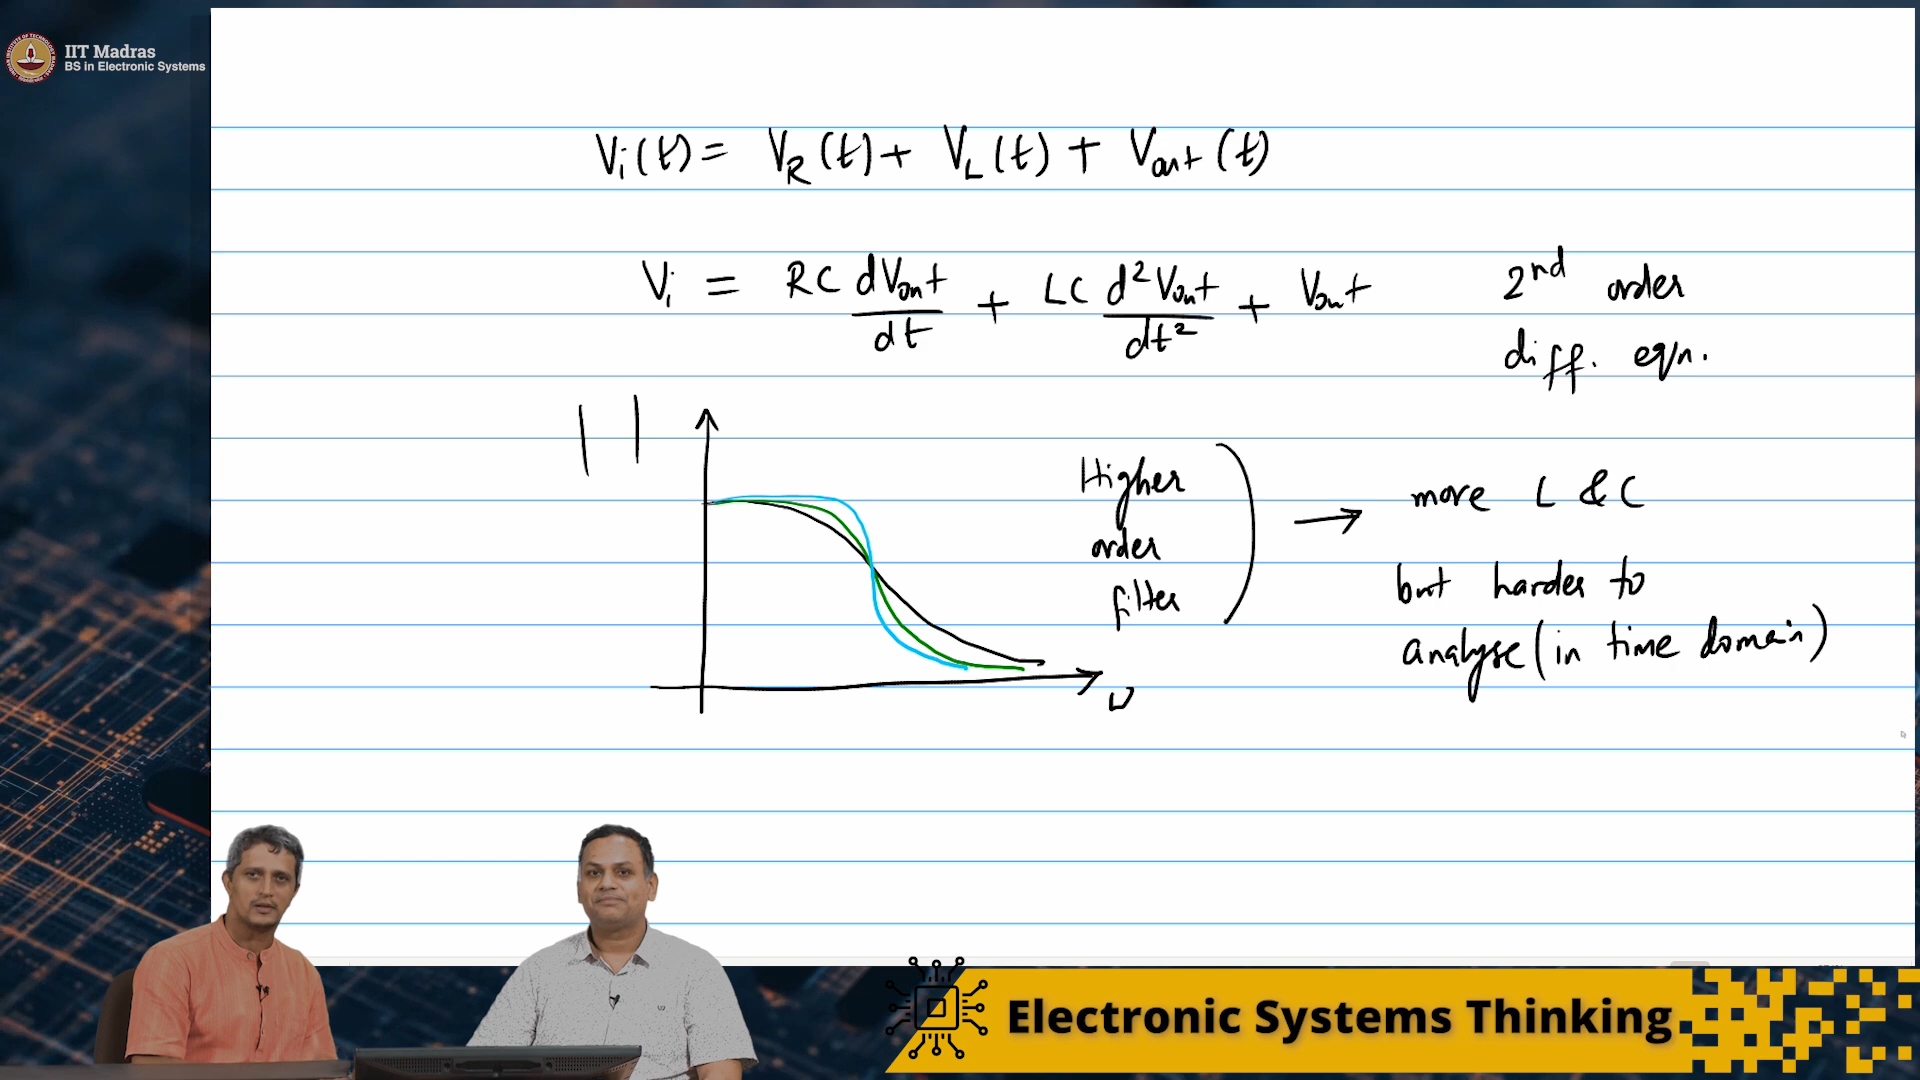 IIT Madras
BS in Electronic Systems
Vi(t) = VR(t) + VL(t) + Vout(t)
Vi = RC dVout/dt + LC d²Vout/dt² + Vout
2nd order
diff. eqn.
Higher
order
filter
→ more L & C
but harder to
analyse (in time domain)
ω
Electronic Systems Thinking